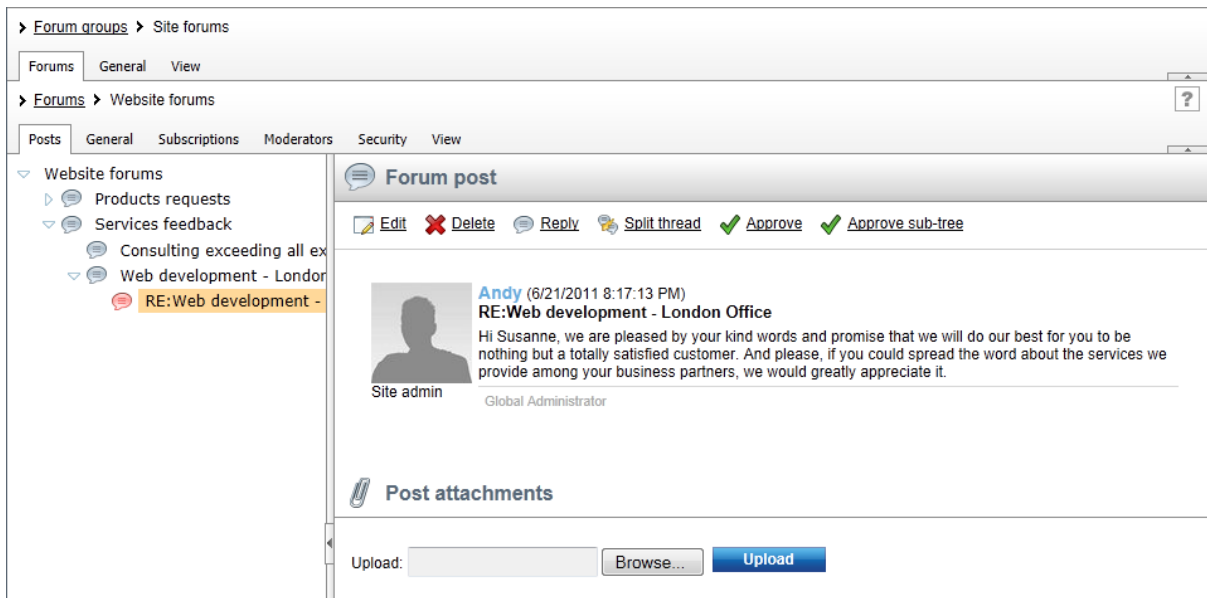 Forum groups > Site forums
Forums General View
Forums > Website forums
?
Posts General Subscriptions Moderators Security View
Website forums
Products requests
Services feedback
Consulting exceeding all ex
Web development - Londor
RE:Web development -
Forum post
Edit Delete Reply Split thread Approve Approve sub-tree
Andy (6/21/2011 8:17:13 PM)
RE:Web development - London Office
Hi Susanne, we are pleased by your kind words and promise that we will do our best for you to be
nothing but a totally satisfied customer. And please, if you could spread the word about the services we
provide among your business partners, we would greatly appreciate it.
Site admin
Global Administrator
Post attachments
Upload: Browse... Upload